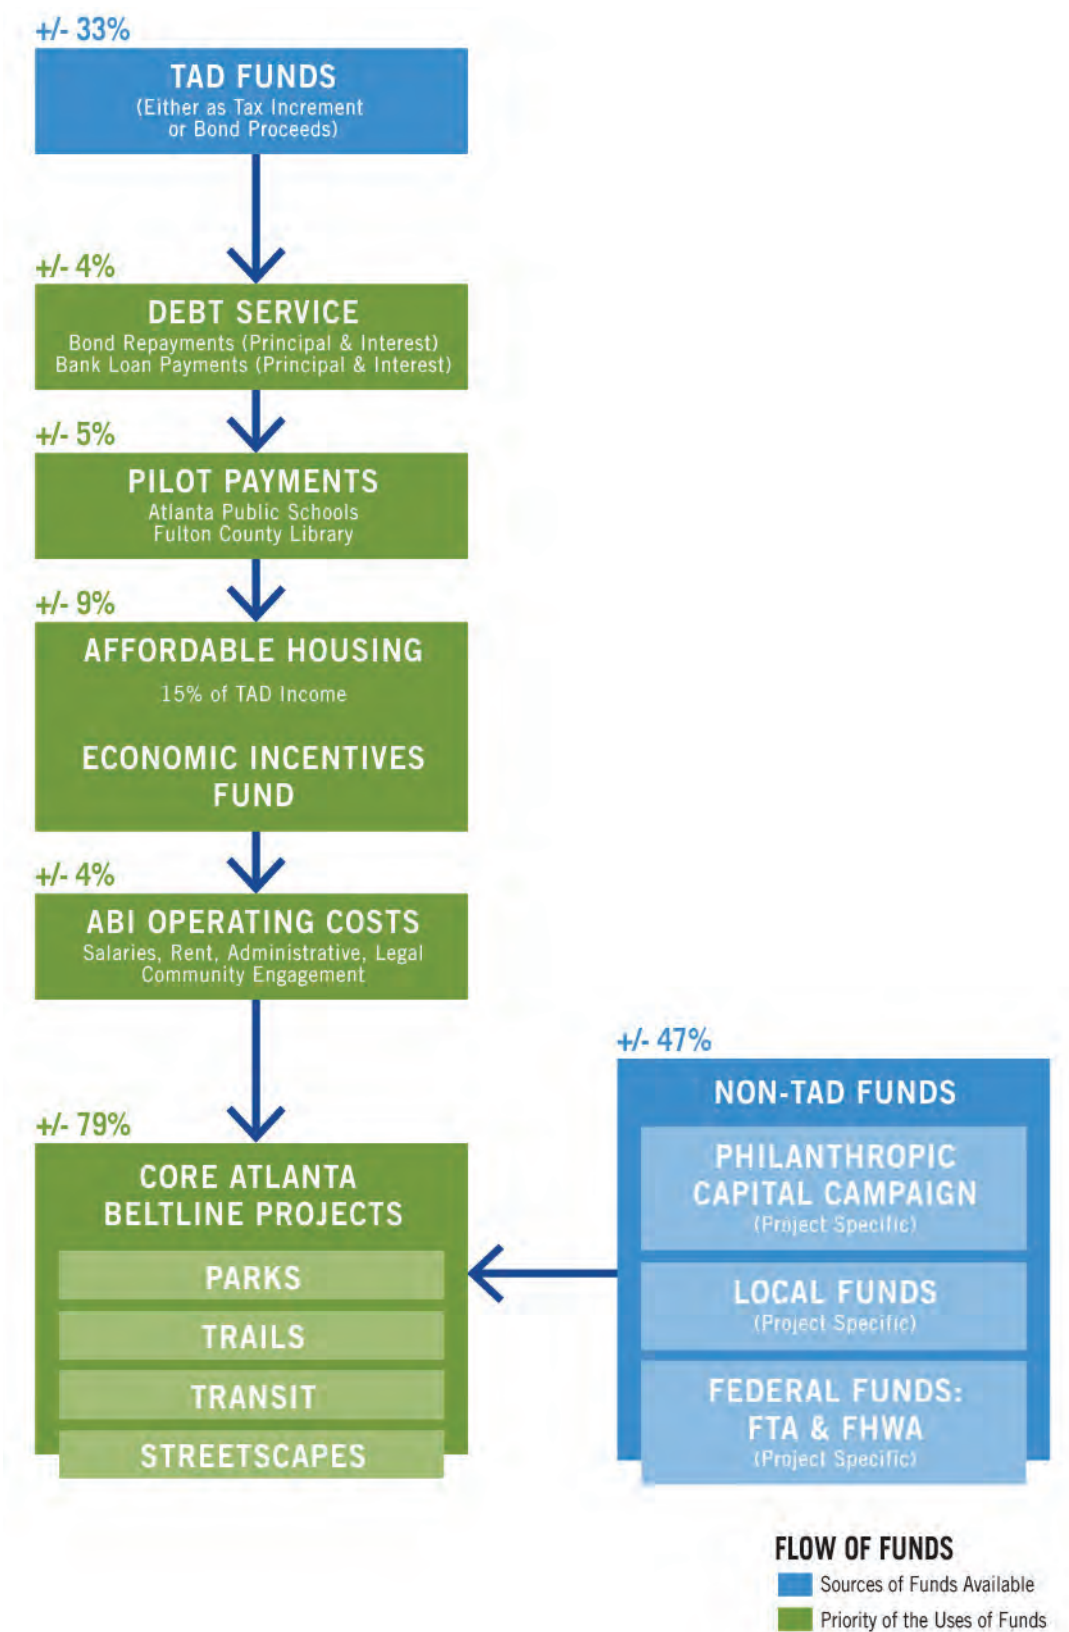 +/- 33%
TAD FUNDS
(Either as Tax Increment
or Bond Proceeds)
+/- 4%
DEBT SERVICE
Bond Repayments (Principal & Interest)
Bank Loan Payments (Principal & Interest)
+/- 5%
PILOT PAYMENTS
Atlanta Public Schools
Fulton County Library
+/- 9%
AFFORDABLE HOUSING
15% of TAD Income
ECONOMIC INCENTIVES
FUND
+/- 4%
ABI OPERATING COSTS
Salaries, Rent, Administrative, Legal
Community Engagement
+/- 79%
CORE ATLANTA
BELTLINE PROJECTS
PARKS
TRAILS
TRANSIT
STREETSCAPES
+/- 47%
NON-TAD FUNDS
PHILANTHROPIC
CAPITAL CAMPAIGN
(Project Specific)
LOCAL FUNDS
(Project Specific)
FEDERAL FUNDS:
FTA & FHWA
(Project Specific)
FLOW OF FUNDS
Sources of Funds Available
Priority of the Uses of Funds